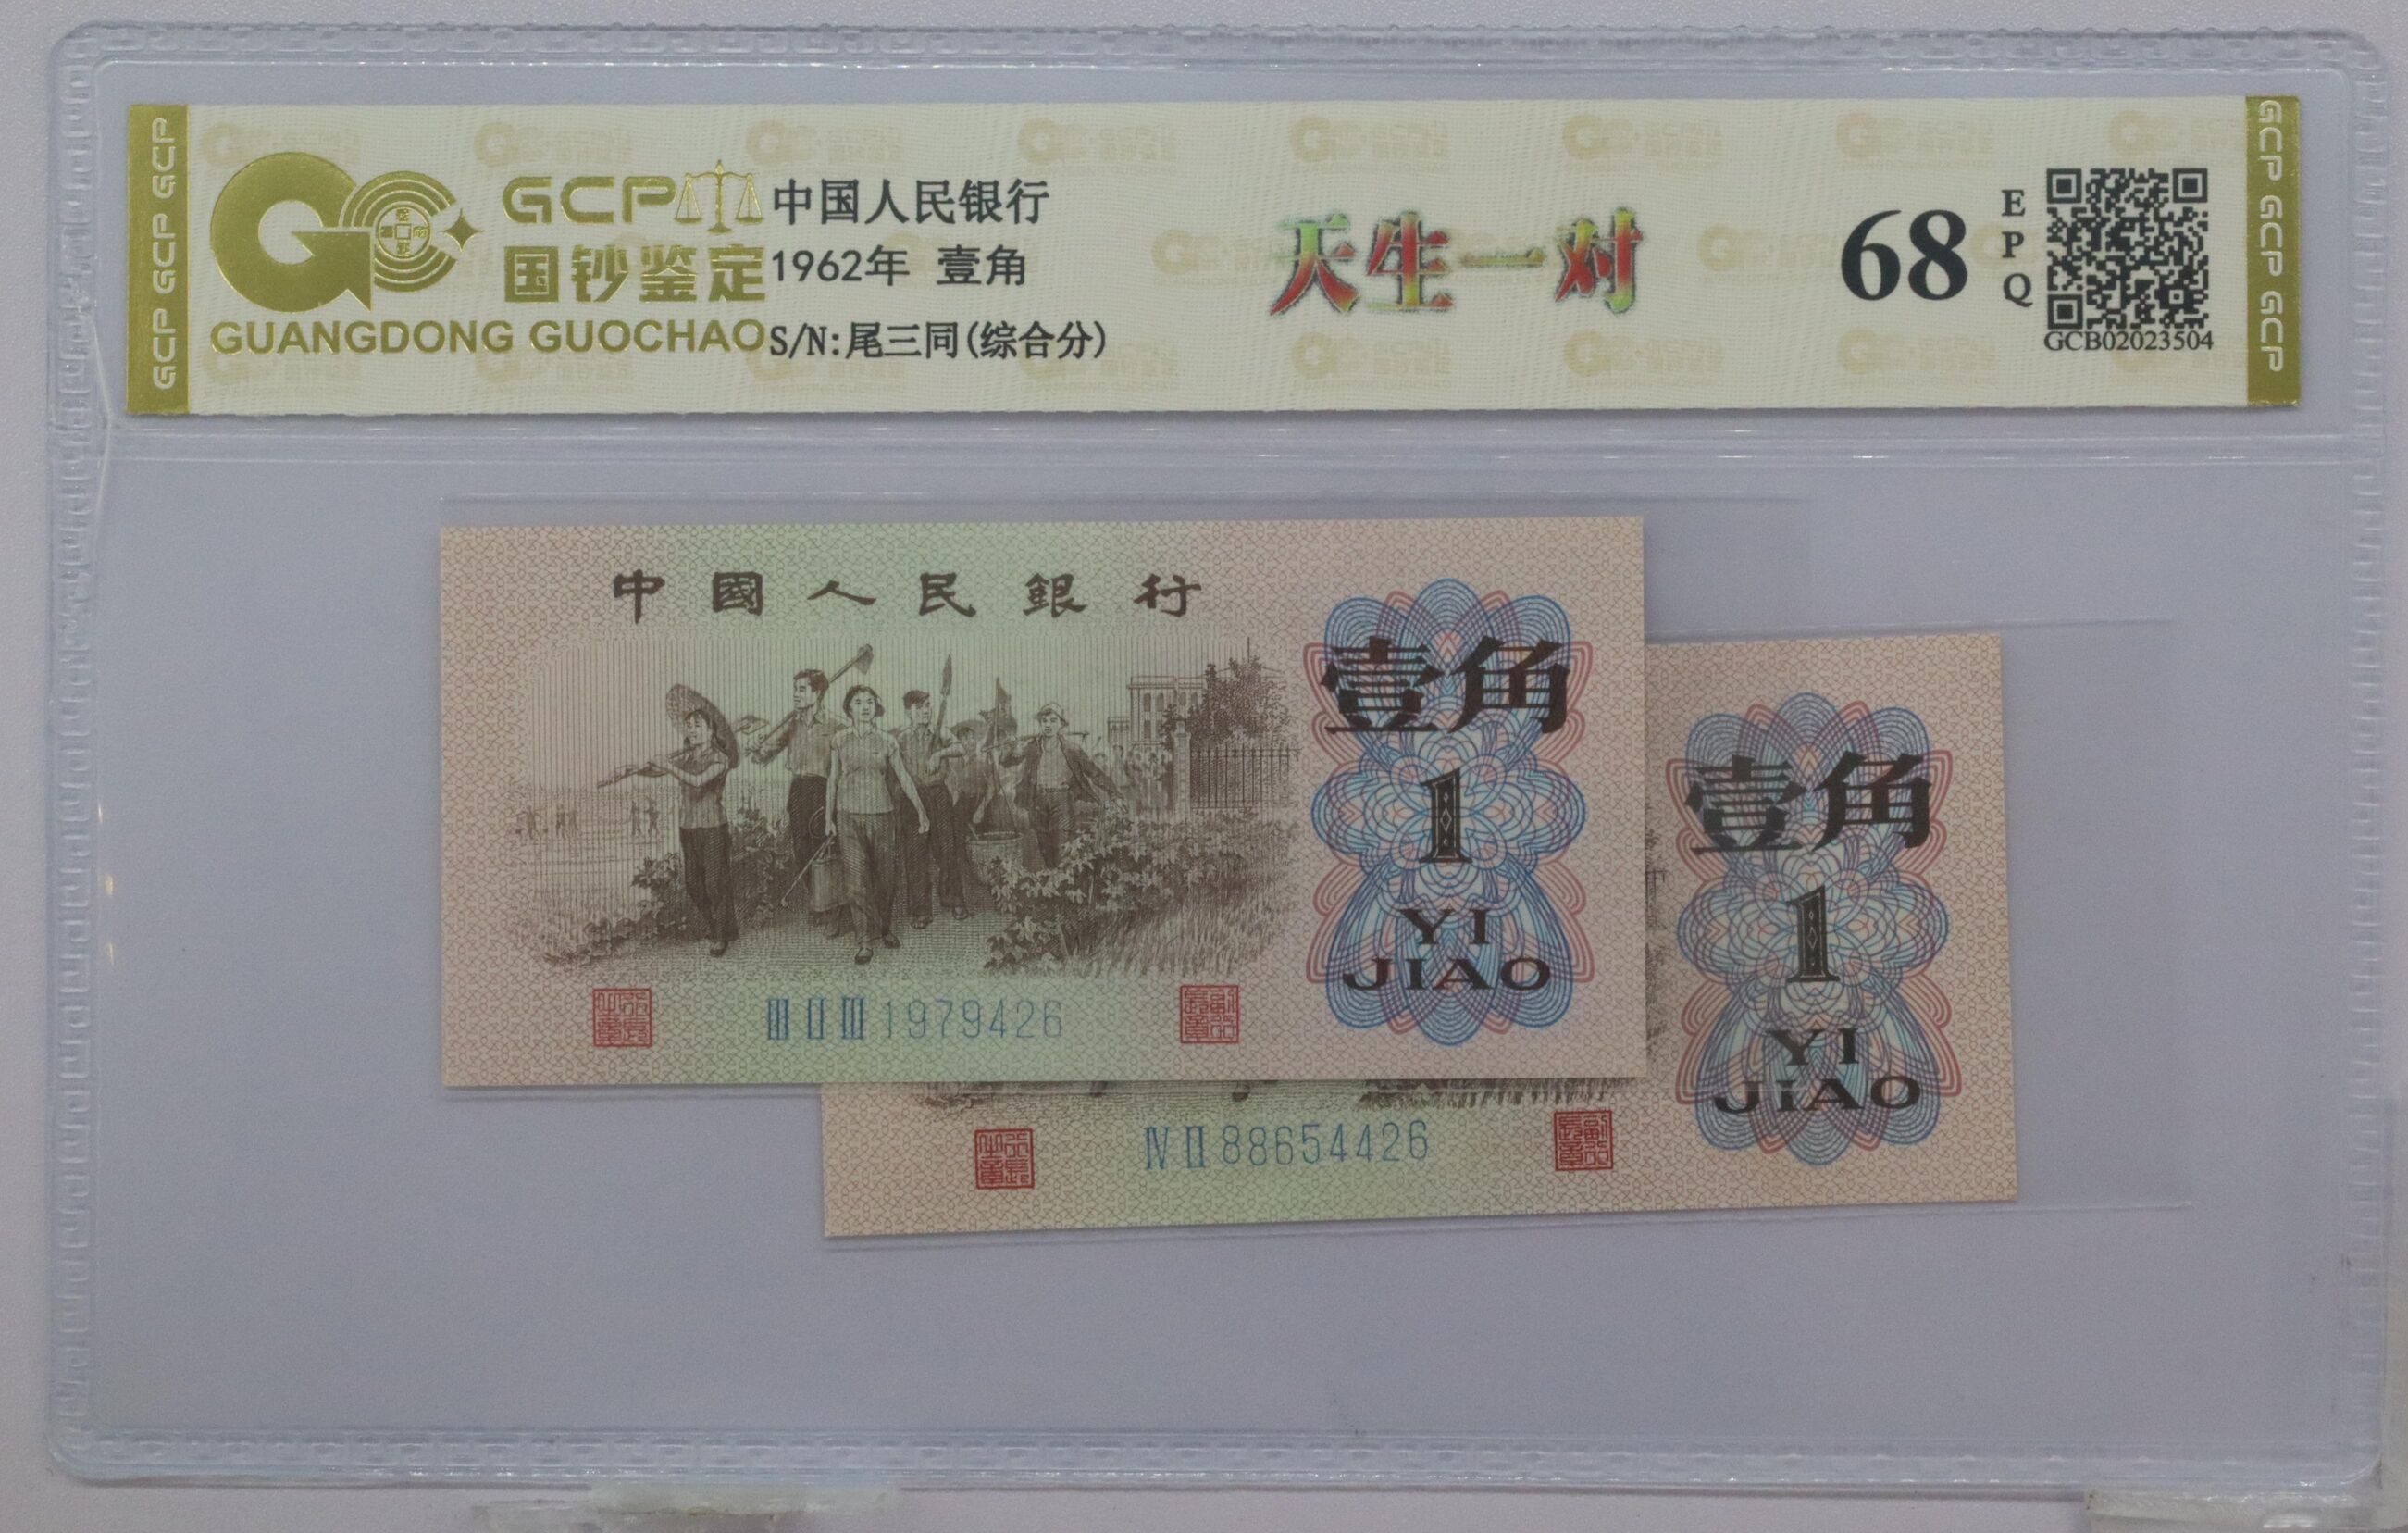 GCP GCP GCP
GCP
国钞鉴定
GUANGDONG GUOCHAO
中国人民银行
1962年 壹角
S/N:尾三同(综合分)
天生一对
68
EPQ
GCB02023504
GCP GCP GCP
中國人民銀行
壹角
1
YI
JIAO
III II III 1979426
壹角
1
YI
JiAO
IV II 88654426